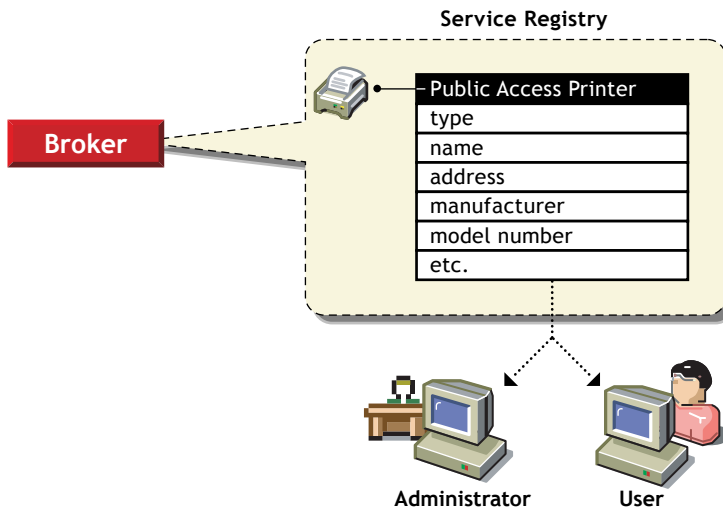 Service Registry
Public Access Printer
Broker
type
name
address
manufacturer
model number
etc.
Administrator
User